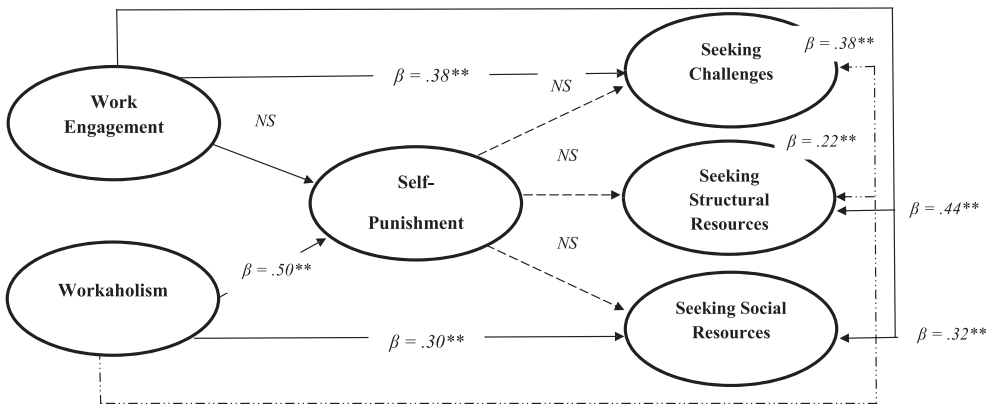 Seeking
Challenges
β = .38**
β = .38**
NS
Work
Engagement
NS
β = .22**
NS
Self-
Punishment
Seeking
Structural
Resources
β = .44**
NS
β = .50**
Workaholism
Seeking Social
Resources
β = .30**
β = .32**